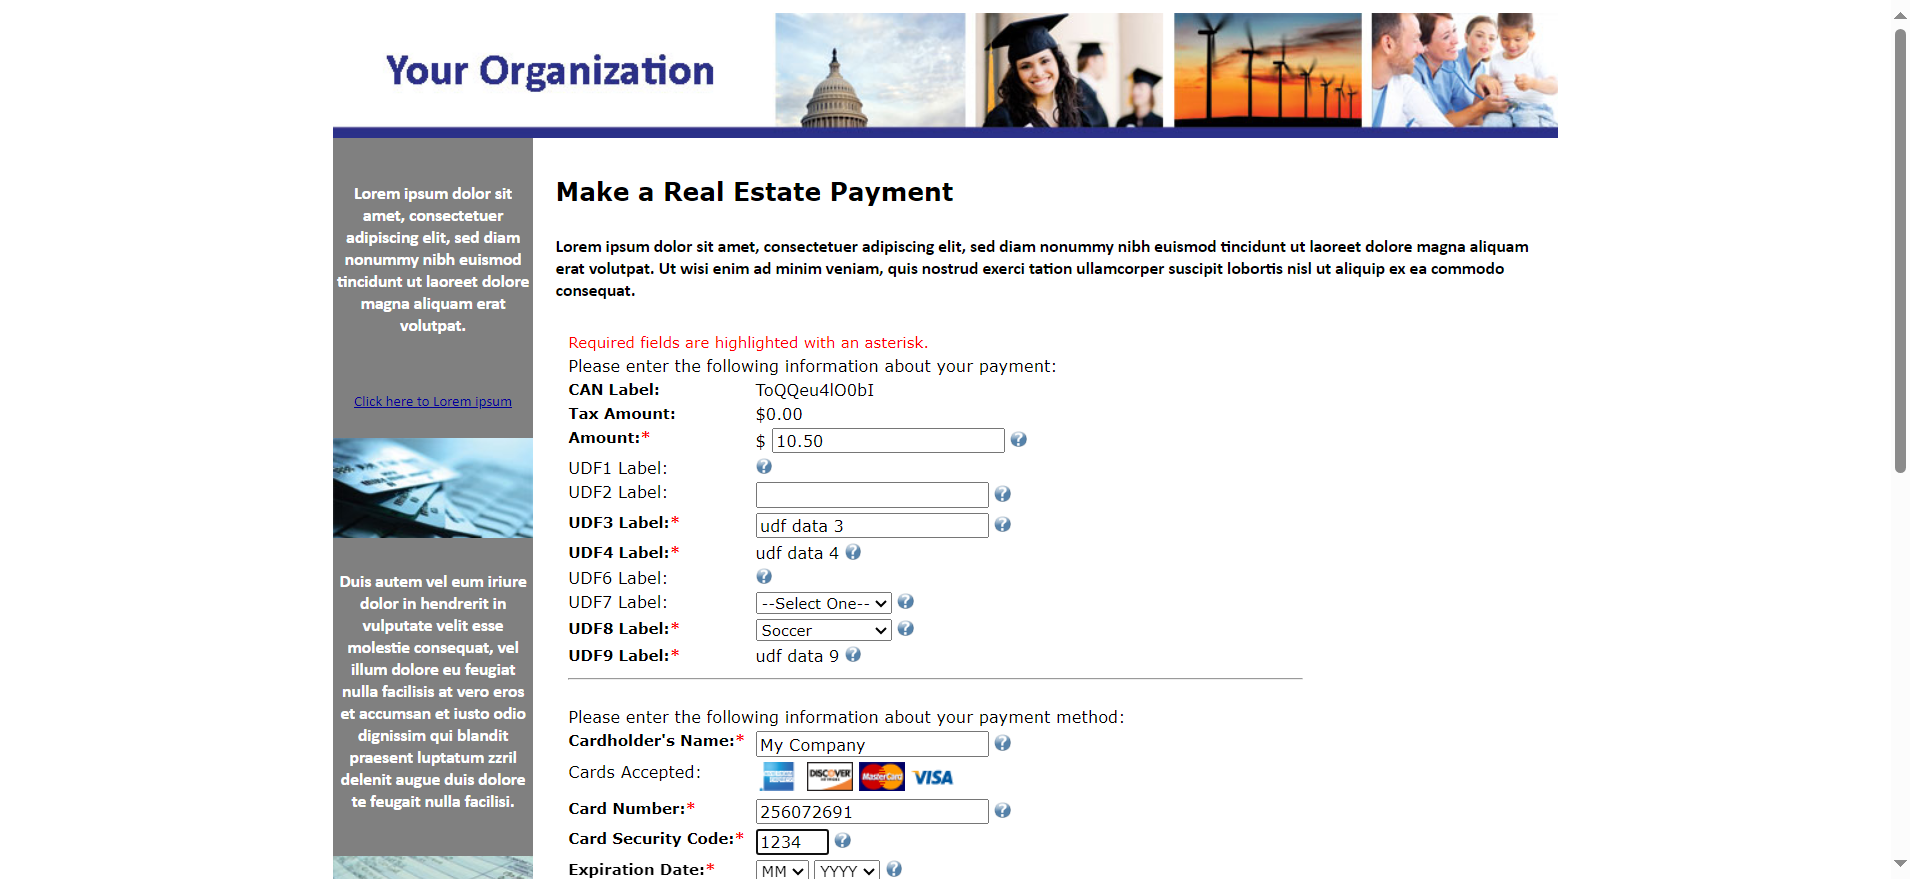 Your Organization
Lorem ipsum dolor sit
amet, consectetuer
adipiscing elit, sed diam
nonummy nibh euismod
tincidunt ut laoreet dolore
magna aliquam erat
volutpat.
Click here to Lorem ipsum
Duis autem vel eum iriure
dolor in hendrerit in
vulputate velit esse
molestie consequat, vel
illum dolore eu feugiat
nulla facilisis at vero eros
et accumsan et iusto odio
dignissim qui blandit
praesent luptatum zzril
delenit augue duis dolore
te feugait nulla facilisi.
Make a Real Estate Payment
Lorem ipsum dolor sit amet, consectetuer adipiscing elit, sed diam nonummy nibh euismod tincidunt ut laoreet dolore magna aliquam
erat volutpat. Ut wisi enim ad minim veniam, quis nostrud exerci tation ullamcorper suscipit lobortis nisl ut aliquip ex ea commodo
consequat.
Required fields are highlighted with an asterisk.
Please enter the following information about your payment:
CAN Label: ToQQeu4lO0bI
Tax Amount: $0.00
Amount:* $ 10.50 ?
UDF1 Label: ?
UDF2 Label: ?
UDF3 Label:* udf data 3 ?
UDF4 Label:* udf data 4 ?
UDF6 Label: ?
UDF7 Label: --Select One-- ?
UDF8 Label:* Soccer ?
UDF9 Label:* udf data 9 ?
Please enter the following information about your payment method:
Cardholder's Name:* My Company ?
Cards Accepted: DISCOVER MasterCard VISA
Card Number:* 256072691 ?
Card Security Code:* 1234 ?
Expiration Date:* MM YYYY ?